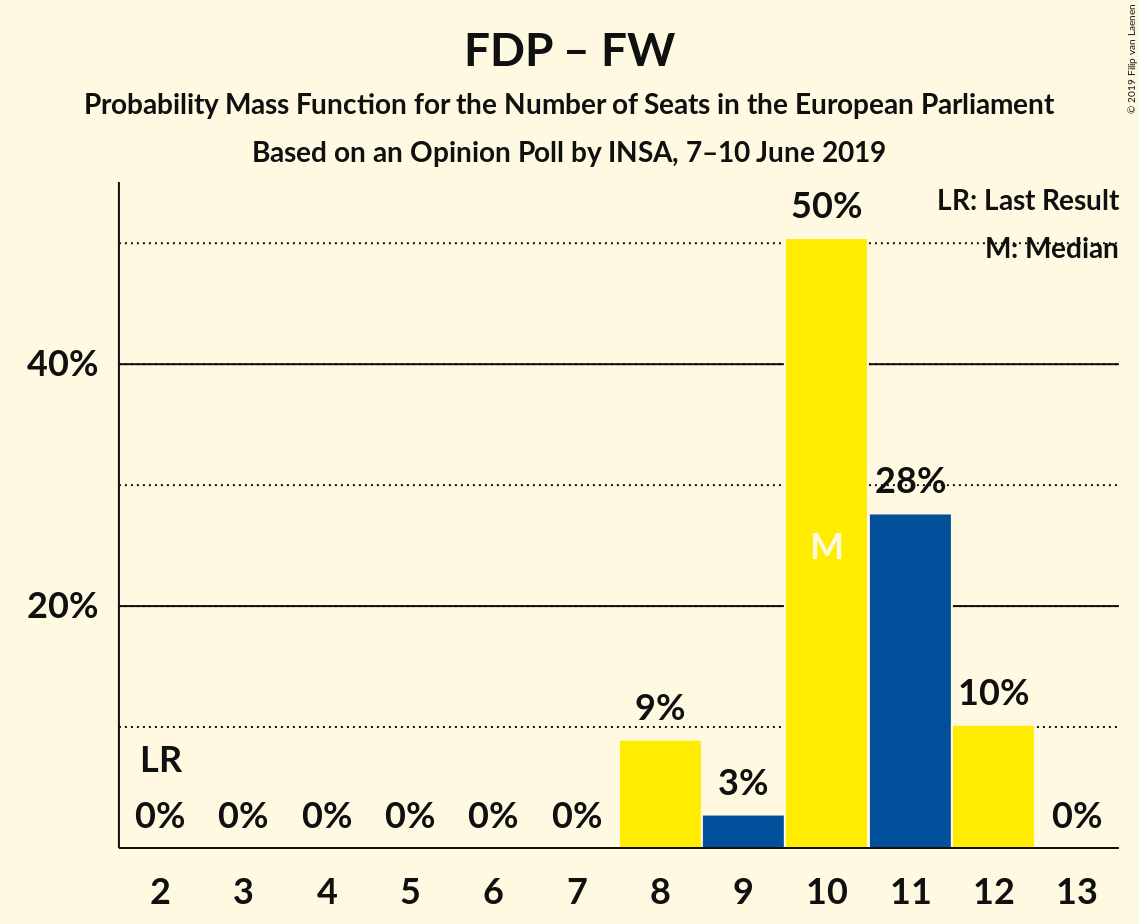 FDP – FW
Probability Mass Function for the Number of Seats in the European Parliament
Based on an Opinion Poll by INSA, 7–10 June 2019
© 2019 Filip van Laenen
LR: Last Result
M: Median
50%
40%
28%
M
20%
10%
9%
LR
3%
0% 0% 0% 0% 0% 0% 0%
2 3 4 5 6 7 8 9 10 11 12 13